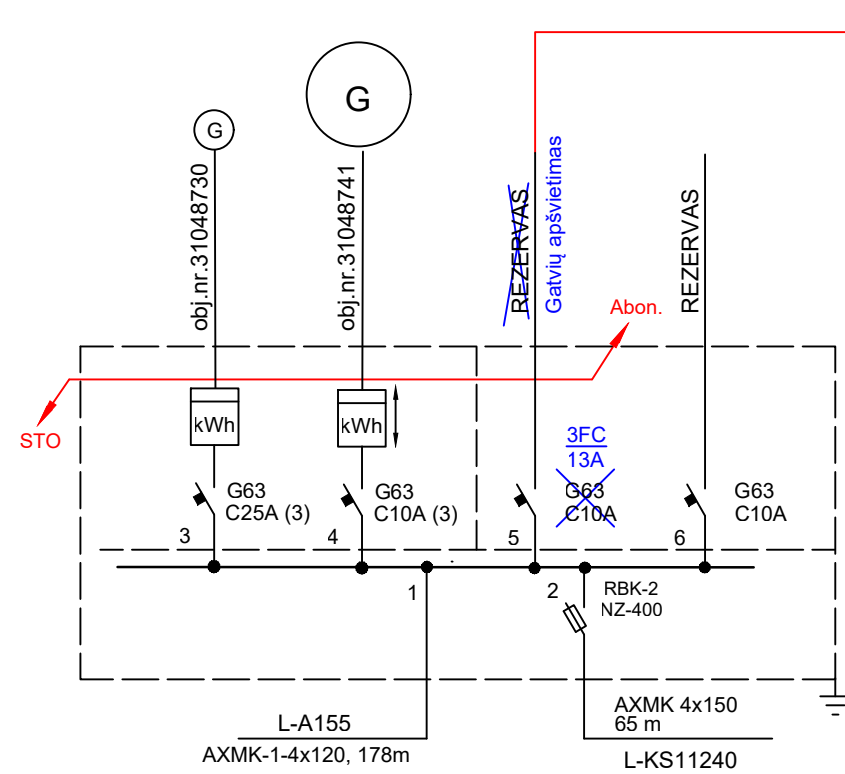 G
G
obj.nr.31048730
obj.nr.31048741
REZERVAS
Gatvių apšvietimas
REZERVAS
Abon.
STO
kWh
kWh
3FC
13A
G63
C25A (3)
G63
C10A (3)
G63
C10A
G63
C10A
3
4
5
6
1
2
RBK-2
NZ-400
L-A155
AXMK-1-4x120, 178m
AXMK 4x150
65 m
L-KS11240